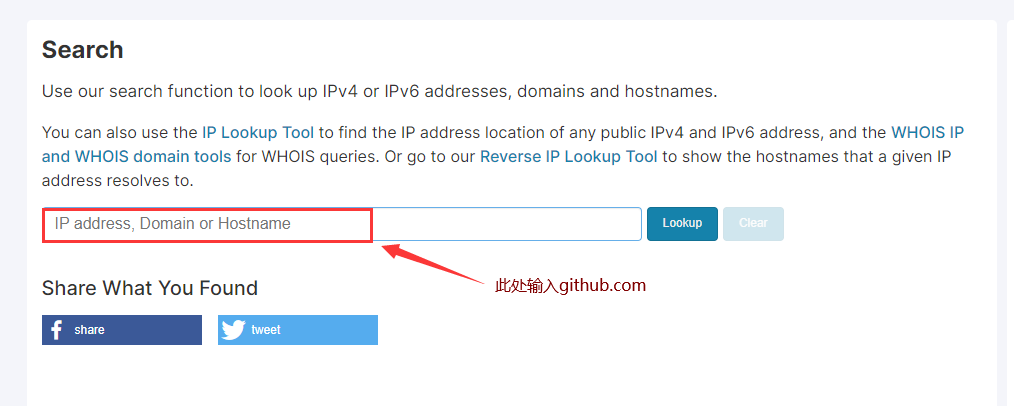 Search
Use our search function to look up IPv4 or IPv6 addresses, domains and hostnames.
You can also use the IP Lookup Tool to find the IP address location of any public IPv4 and IPv6 address, and the WHOIS IP
and WHOIS domain tools for WHOIS queries. Or go to our Reverse IP Lookup Tool to show the hostnames that a given IP
address resolves to.
IP address, Domain or Hostname
Lookup
Clear
此处输入github.com
Share What You Found
share
tweet